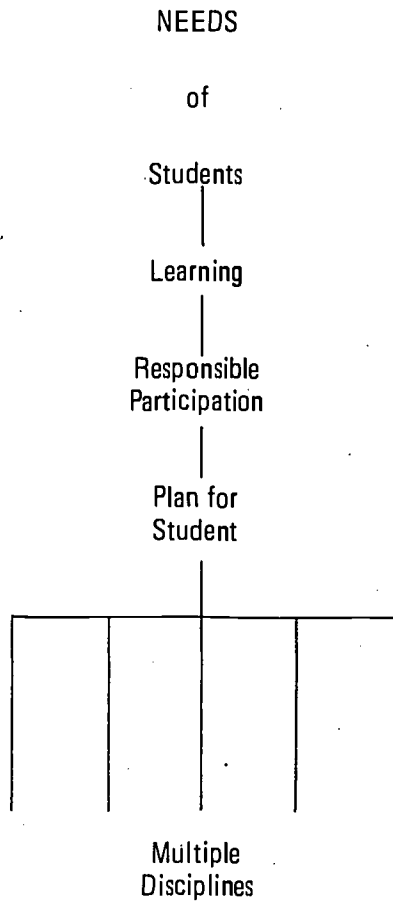 NEEDS
of
Students
Learning
Responsible
Participation
Plan for
Student
Multiple
Disciplines